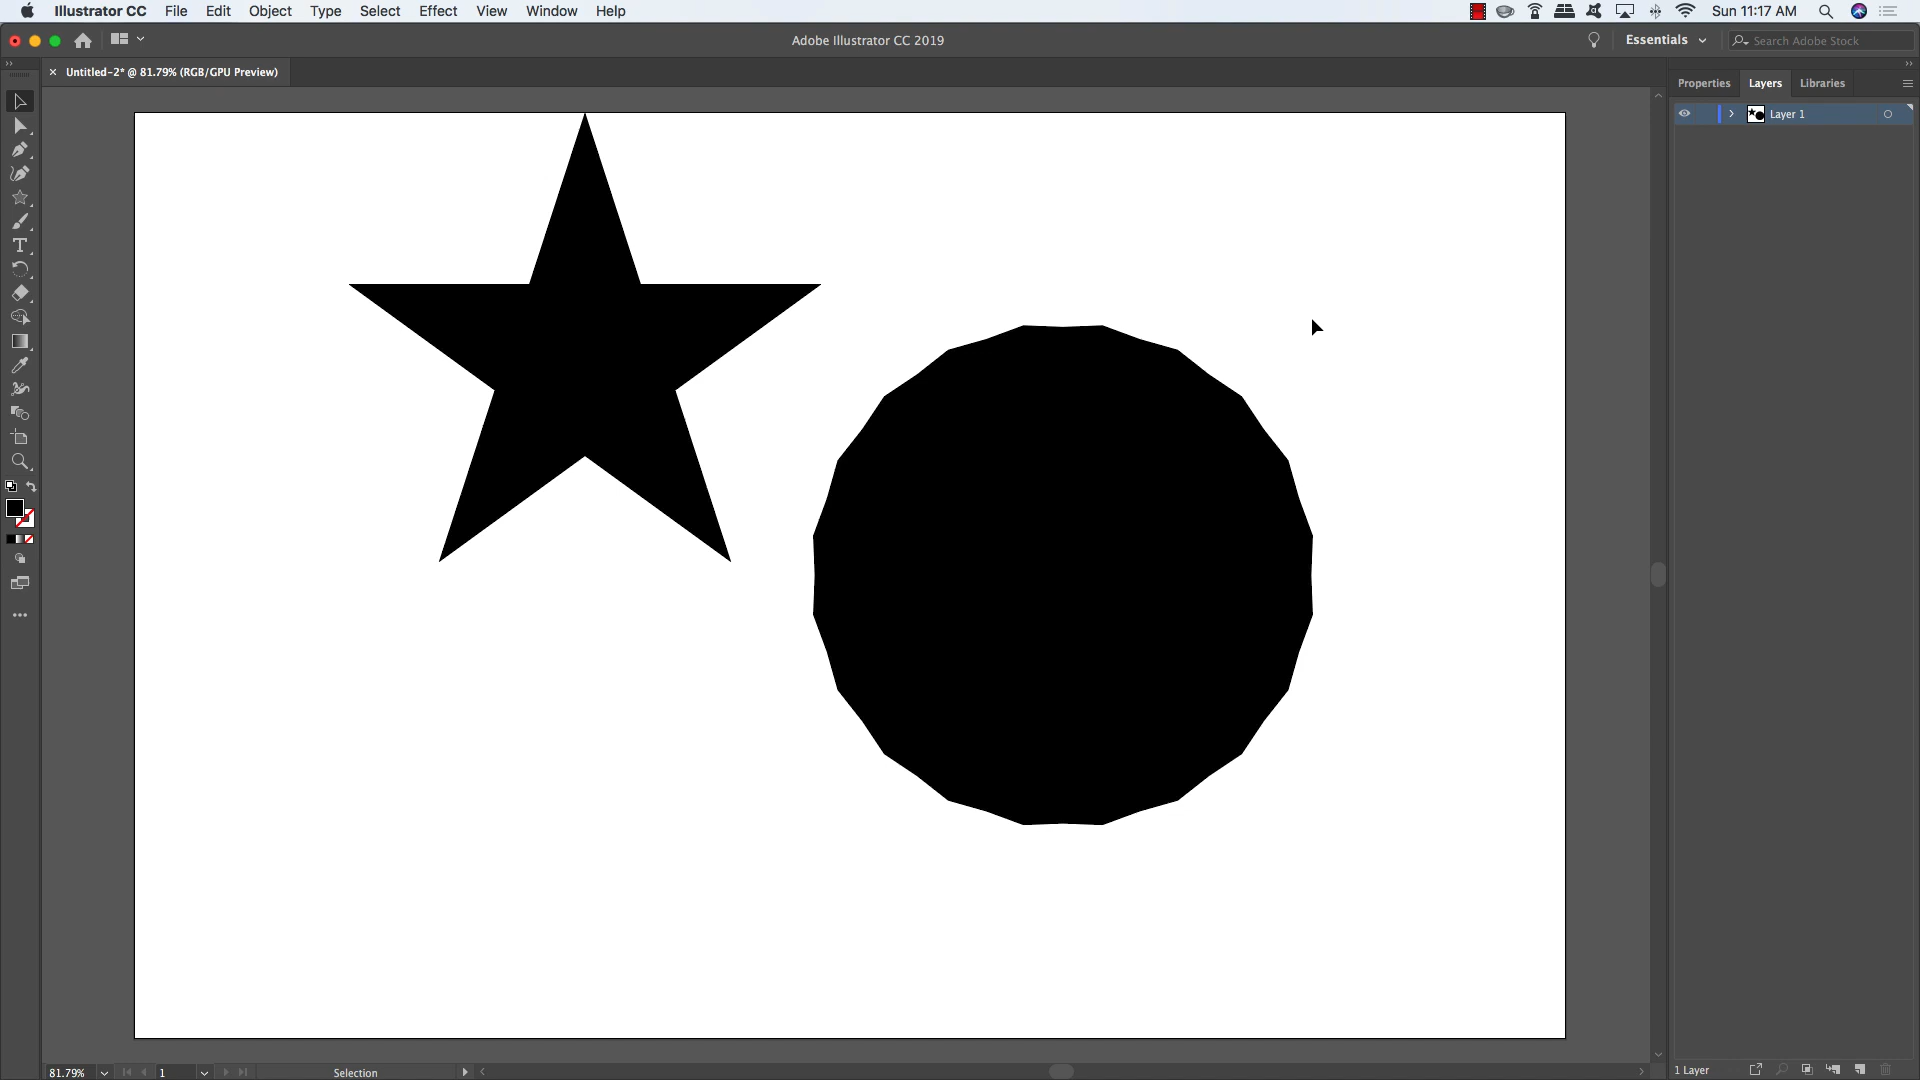 Illustrator CC File Edit Object Type Select Effect View Window Help Sun 11:17 AM
Adobe Illustrator CC 2019 Essentials Search Adobe Stock
Untitled-2* @ 81.79% (RGB/GPU Preview)
Properties Layers Libraries
Layer 1
81.79% 1 Selection 1 Layer